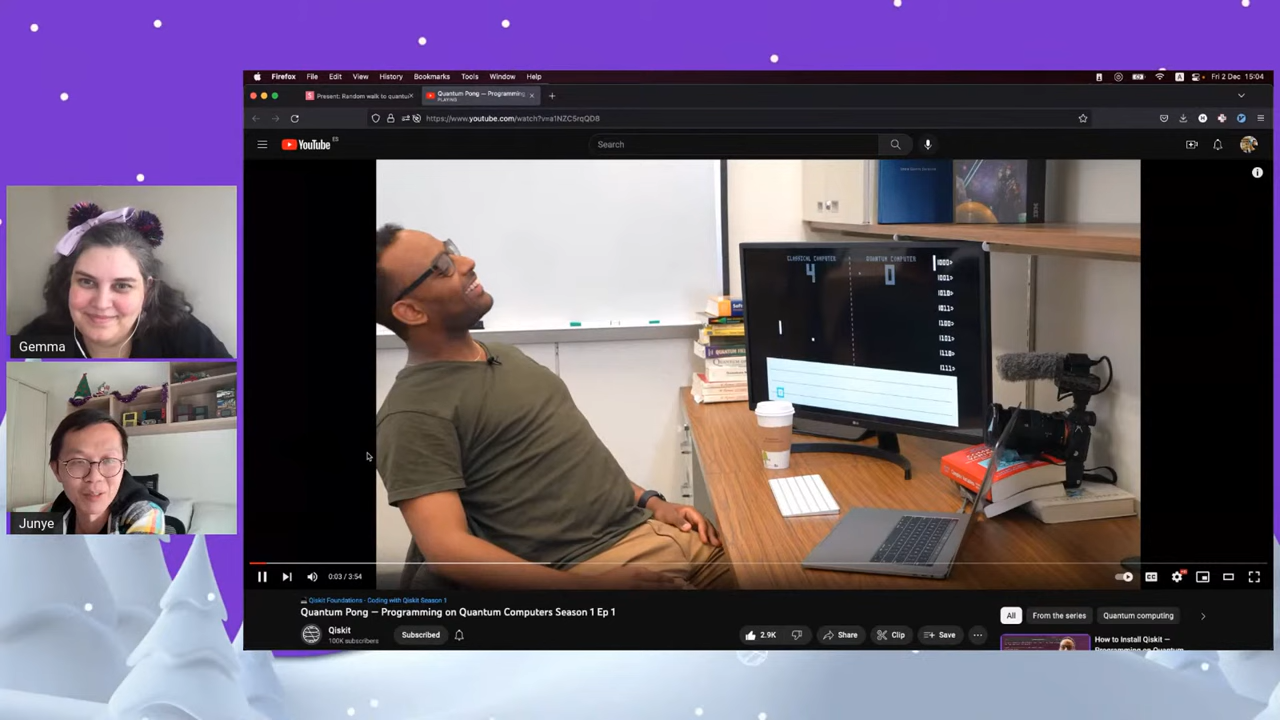 Firefox File Edit View History Bookmarks Tools Window Help Fri 2 Dec 15:04
Present: Random walk to quantu
Quantum Pong — Programming
PLAYING
https://www.youtube.com/watch?v=a1NZC5rqQD8
YouTube ES
Search
CLASSICAL COMPUTER
QUANTUM COMPUTER
4
0
|000>
|001>
|010>
|011>
|100>
|101>
|110>
|111>
Gemma
Junye
0:03 / 3:54
CC
Qiskit Foundations - Coding with Qiskit Season 1
Quantum Pong — Programming on Quantum Computers Season 1 Ep 1
Qiskit
100K subscribers
Subscribed
2.9K
Share
Clip
Save
All
From the series
Quantum computing
How to Install Qiskit —
Programming on Quantum